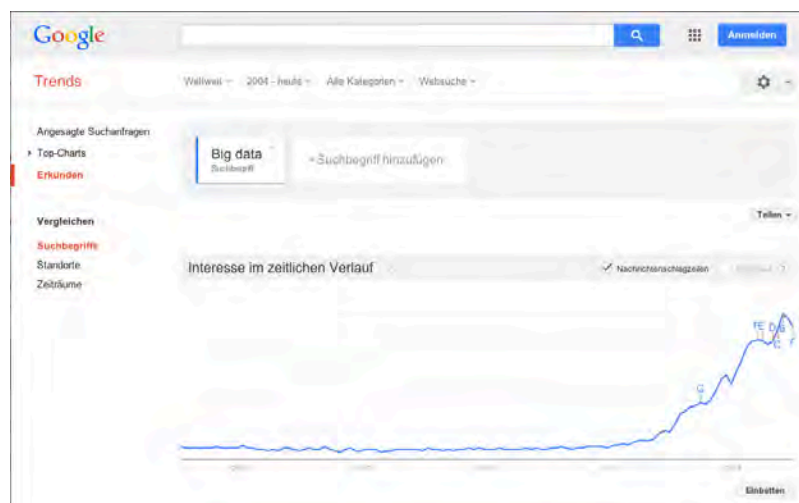 Google
Anmelden
Trends
Weltweit
2004 - heute
Alle Kategorien
Websuche
Angesagte Suchanfragen
Top-Charts
Erkunden
Big data
Suchbegriff
+Suchbegriff hinzufügen
Vergleichen
Teilen
Suchbegriffe
Standorte
Zeiträume
Interesse im zeitlichen Verlauf
Nachrichtenschlagzeilen
G
F E D
Einbetten